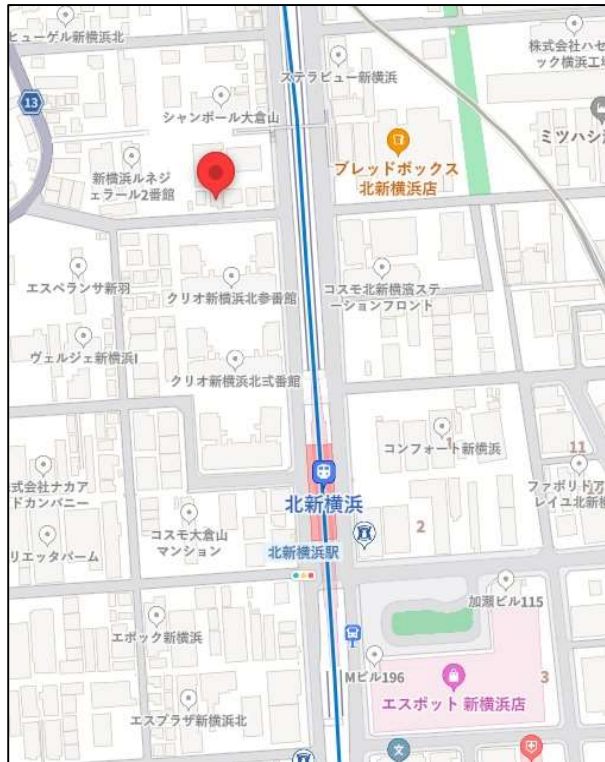 ヒューゲル新横浜北
株式会社ハセ
ック横浜工場
ステラビュー新横浜
13
シャンボール大倉山
ミツハシ
ブレッドボックス
北新横浜店
新横浜ルネジ
ェラール2番館
エスペランサ新羽
クリオ新横浜北参番館
コスモ北新横濱ステ
ーションフロント
ヴェルジェ新横浜I
クリオ新横浜北弐番館
コンフォート新横浜
1
11
式会社ナカア
ドカンパニー
ファボリドア
レイユ北新横
北新横浜
2
コスモ大倉山
マンション
リエッタパーム
北新横浜駅
加瀬ビル115
エポック新横浜
Mビル196
3
エスポット 新横浜店
エスプラザ新横浜北
文